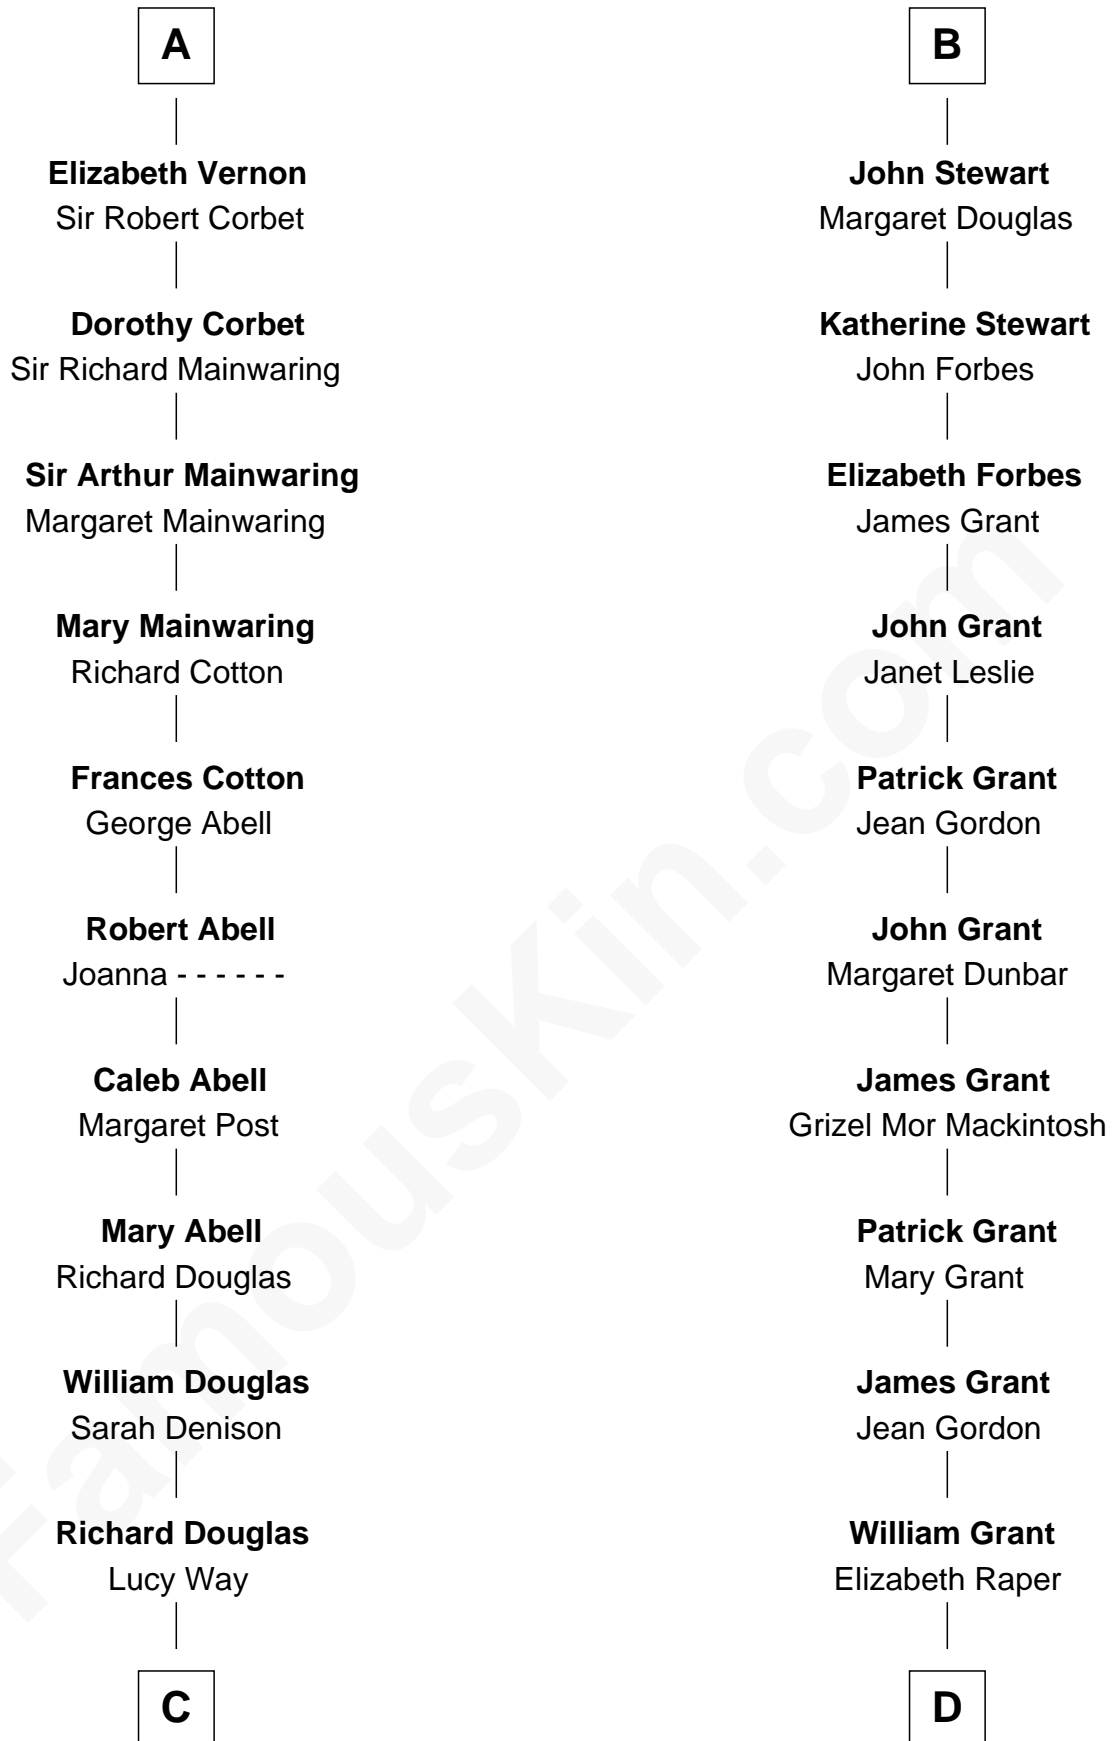 A
Elizabeth Vernon
Sir Robert Corbet
Dorothy Corbet
Sir Richard Mainwaring
Sir Arthur Mainwaring
Margaret Mainwaring
Mary Mainwaring
Richard Cotton
Frances Cotton
George Abell
Robert Abell
Joanna - - - - - -
Caleb Abell
Margaret Post
Mary Abell
Richard Douglas
William Douglas
Sarah Denison
Richard Douglas
Lucy Way
C
B
John Stewart
Margaret Douglas
Katherine Stewart
John Forbes
Elizabeth Forbes
James Grant
John Grant
Janet Leslie
Patrick Grant
Jean Gordon
John Grant
Margaret Dunbar
James Grant
Grizel Mor Mackintosh
Patrick Grant
Mary Grant
James Grant
Jean Gordon
William Grant
Elizabeth Raper
D
FamousKin.com